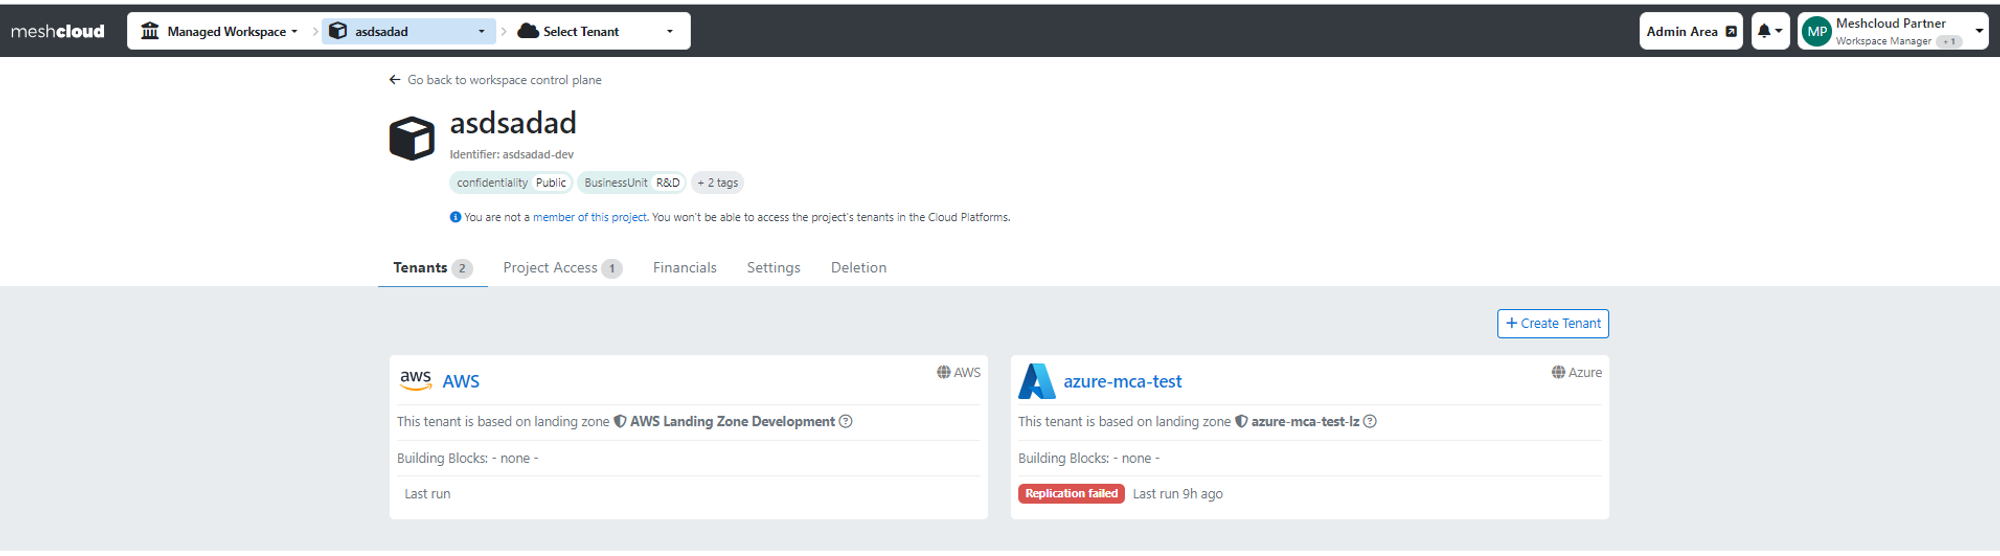 meshcloud Managed Workspace asdsadad Select Tenant Admin Area MP Meshcloud Partner
Workspace Manager +1
Go back to workspace control plane
asdsadad
Identifier: asdsadad-dev
confidentiality Public BusinessUnit R&D + 2 tags
You are not a member of this project. You won't be able to access the project's tenants in the Cloud Platforms.
Tenants 2 Project Access 1 Financials Settings Deletion
+ Create Tenant
aws AWS AWS
This tenant is based on landing zone AWS Landing Zone Development
Building Blocks: - none -
Last run
azure-mca-test Azure
This tenant is based on landing zone azure-mca-test-lz
Building Blocks: - none -
Replication failed Last run 9h ago